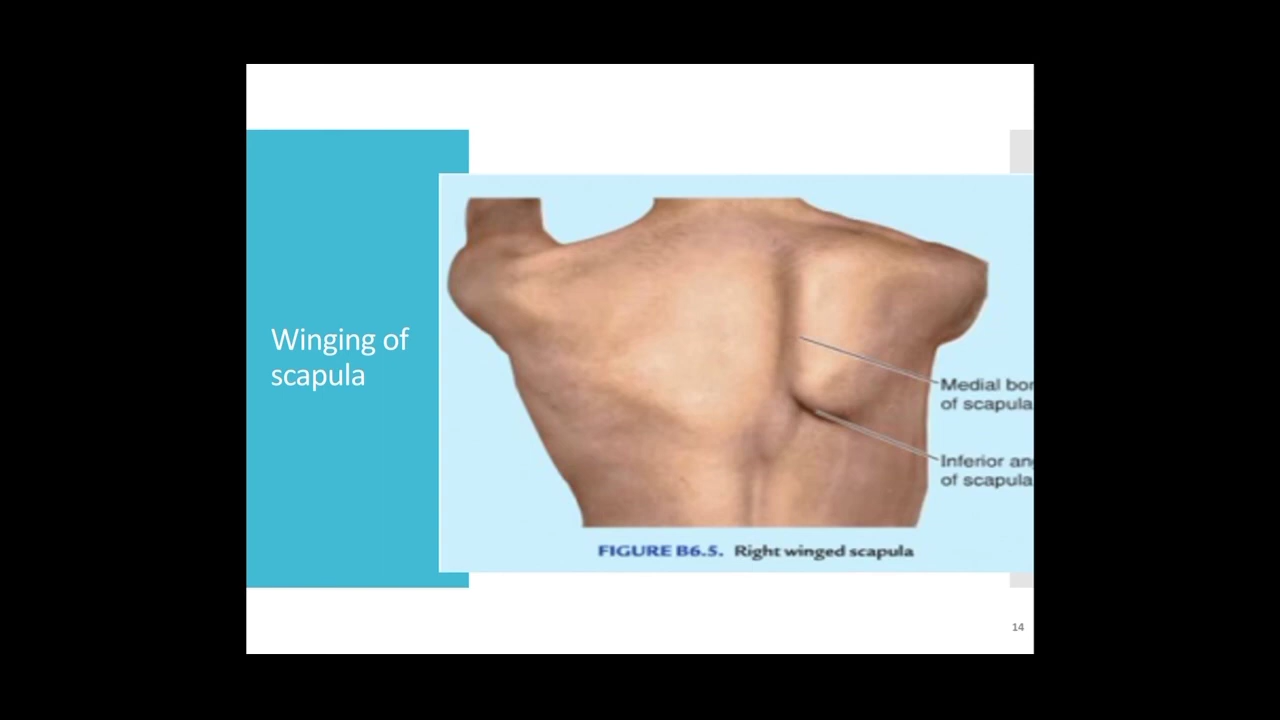 Winging of
scapula
Medial bor
of scapula
Inferior an
of scapula
FIGURE B6.5. Right winged scapula
14